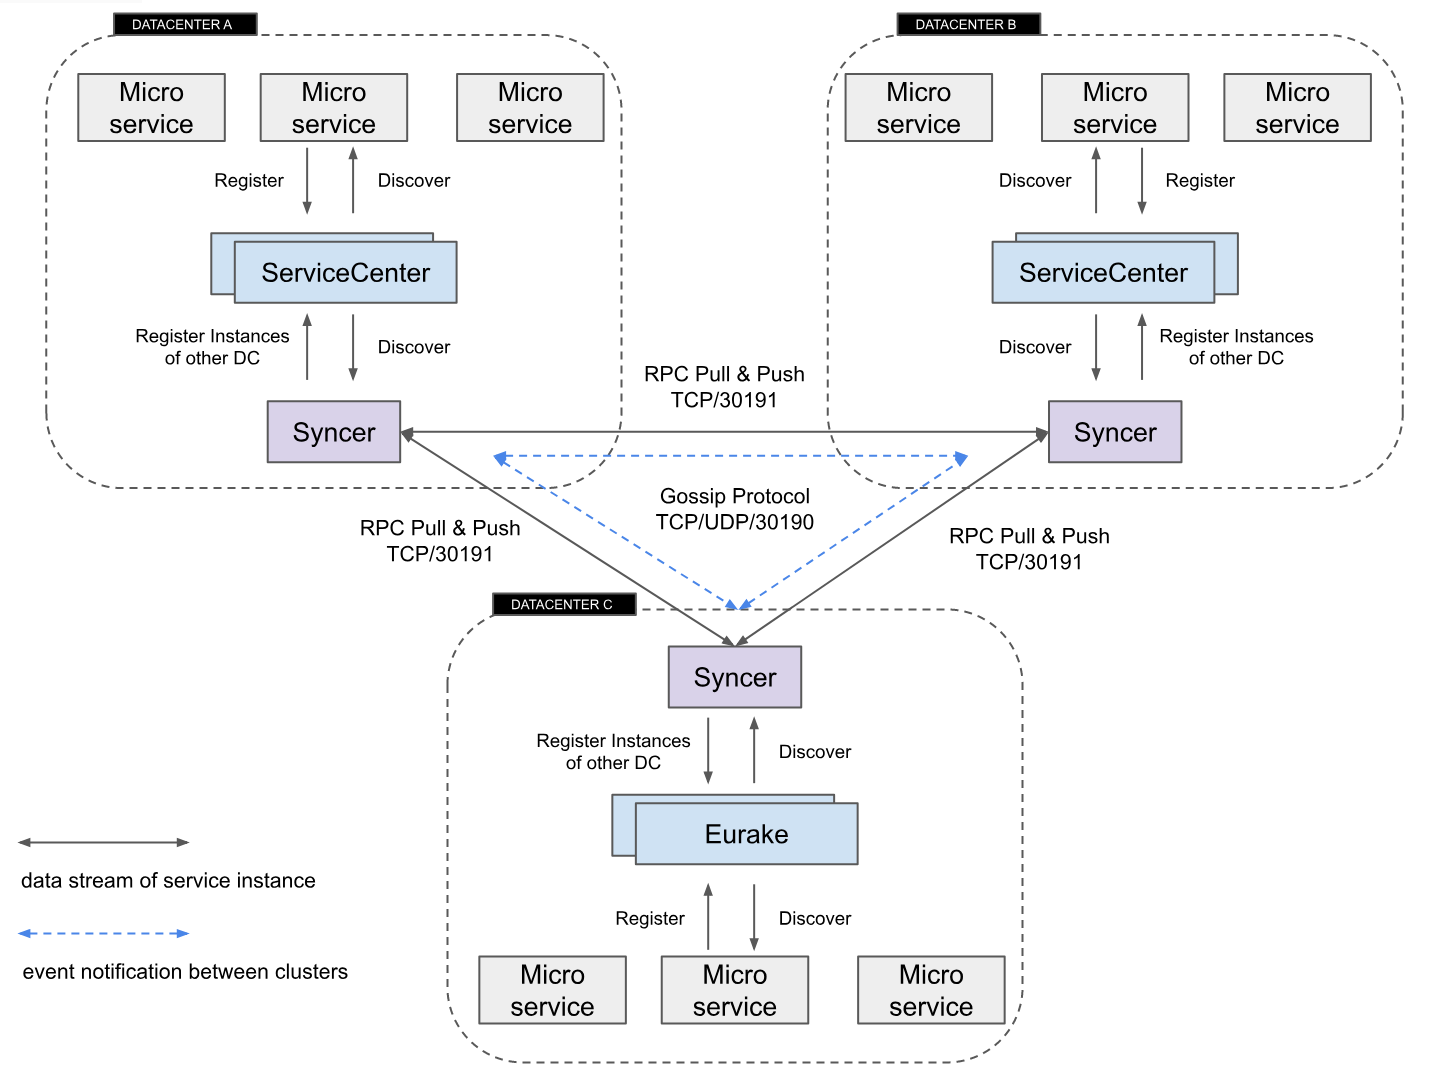 DATACENTER A
Micro
service
Micro
service
Micro
service
Register
Discover
ServiceCenter
Register Instances
of other DC
Discover
Syncer
DATACENTER B
Micro
service
Micro
service
Micro
service
Discover
Register
ServiceCenter
Discover
Register Instances
of other DC
Syncer
RPC Pull & Push
TCP/30191
Gossip Protocol
TCP/UDP/30190
RPC Pull & Push
TCP/30191
RPC Pull & Push
TCP/30191
DATACENTER C
Syncer
Register Instances
of other DC
Discover
Eurake
Register
Discover
Micro
service
Micro
service
Micro
service
data stream of service instance
event notification between clusters